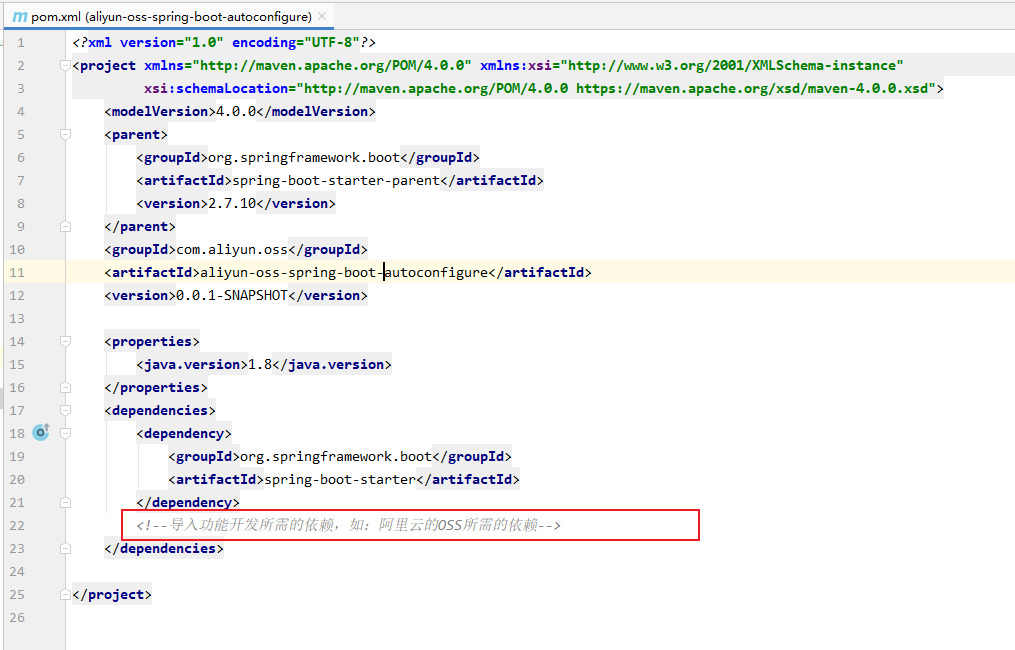 pom.xml (aliyun-oss-spring-boot-autoconfigure)
1 <?xml version="1.0" encoding="UTF-8"?>
2 <project xmlns="http://maven.apache.org/POM/4.0.0" xmlns:xsi="http://www.w3.org/2001/XMLSchema-instance"
3 xsi:schemaLocation="http://maven.apache.org/POM/4.0.0 https://maven.apache.org/xsd/maven-4.0.0.xsd">
4 <modelVersion>4.0.0</modelVersion>
5 <parent>
6 <groupId>org.springframework.boot</groupId>
7 <artifactId>spring-boot-starter-parent</artifactId>
8 <version>2.7.10</version>
9 </parent>
10 <groupId>com.aliyun.oss</groupId>
11 <artifactId>aliyun-oss-spring-boot-autoconfigure</artifactId>
12 <version>0.0.1-SNAPSHOT</version>
13
14 <properties>
15 <java.version>1.8</java.version>
16 </properties>
17 <dependencies>
18 <dependency>
19 <groupId>org.springframework.boot</groupId>
20 <artifactId>spring-boot-starter</artifactId>
21 </dependency>
22 <!--导入功能开发所需的依赖，如：阿里云的OSS所需的依赖-->
23 </dependencies>
24
25 </project>
26